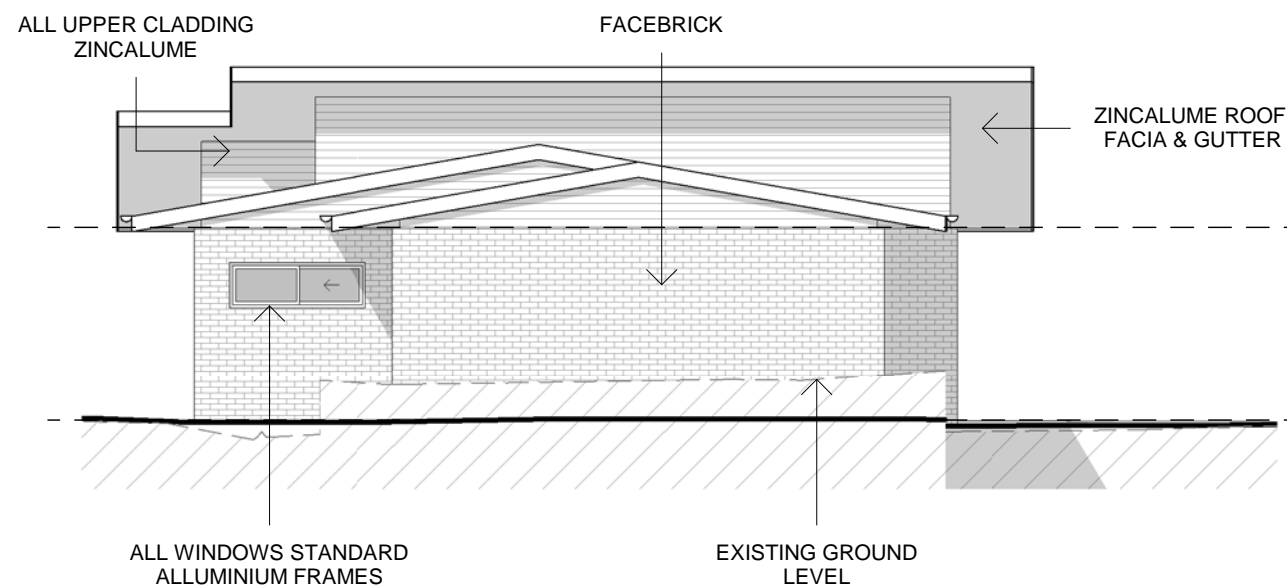 ALL UPPER CLADDING
ZINCALUME
FACEBRICK
ZINCALUME ROOF
FACIA & GUTTER
ALL WINDOWS STANDARD
ALLUMINIUM FRAMES
EXISTING GROUND
LEVEL